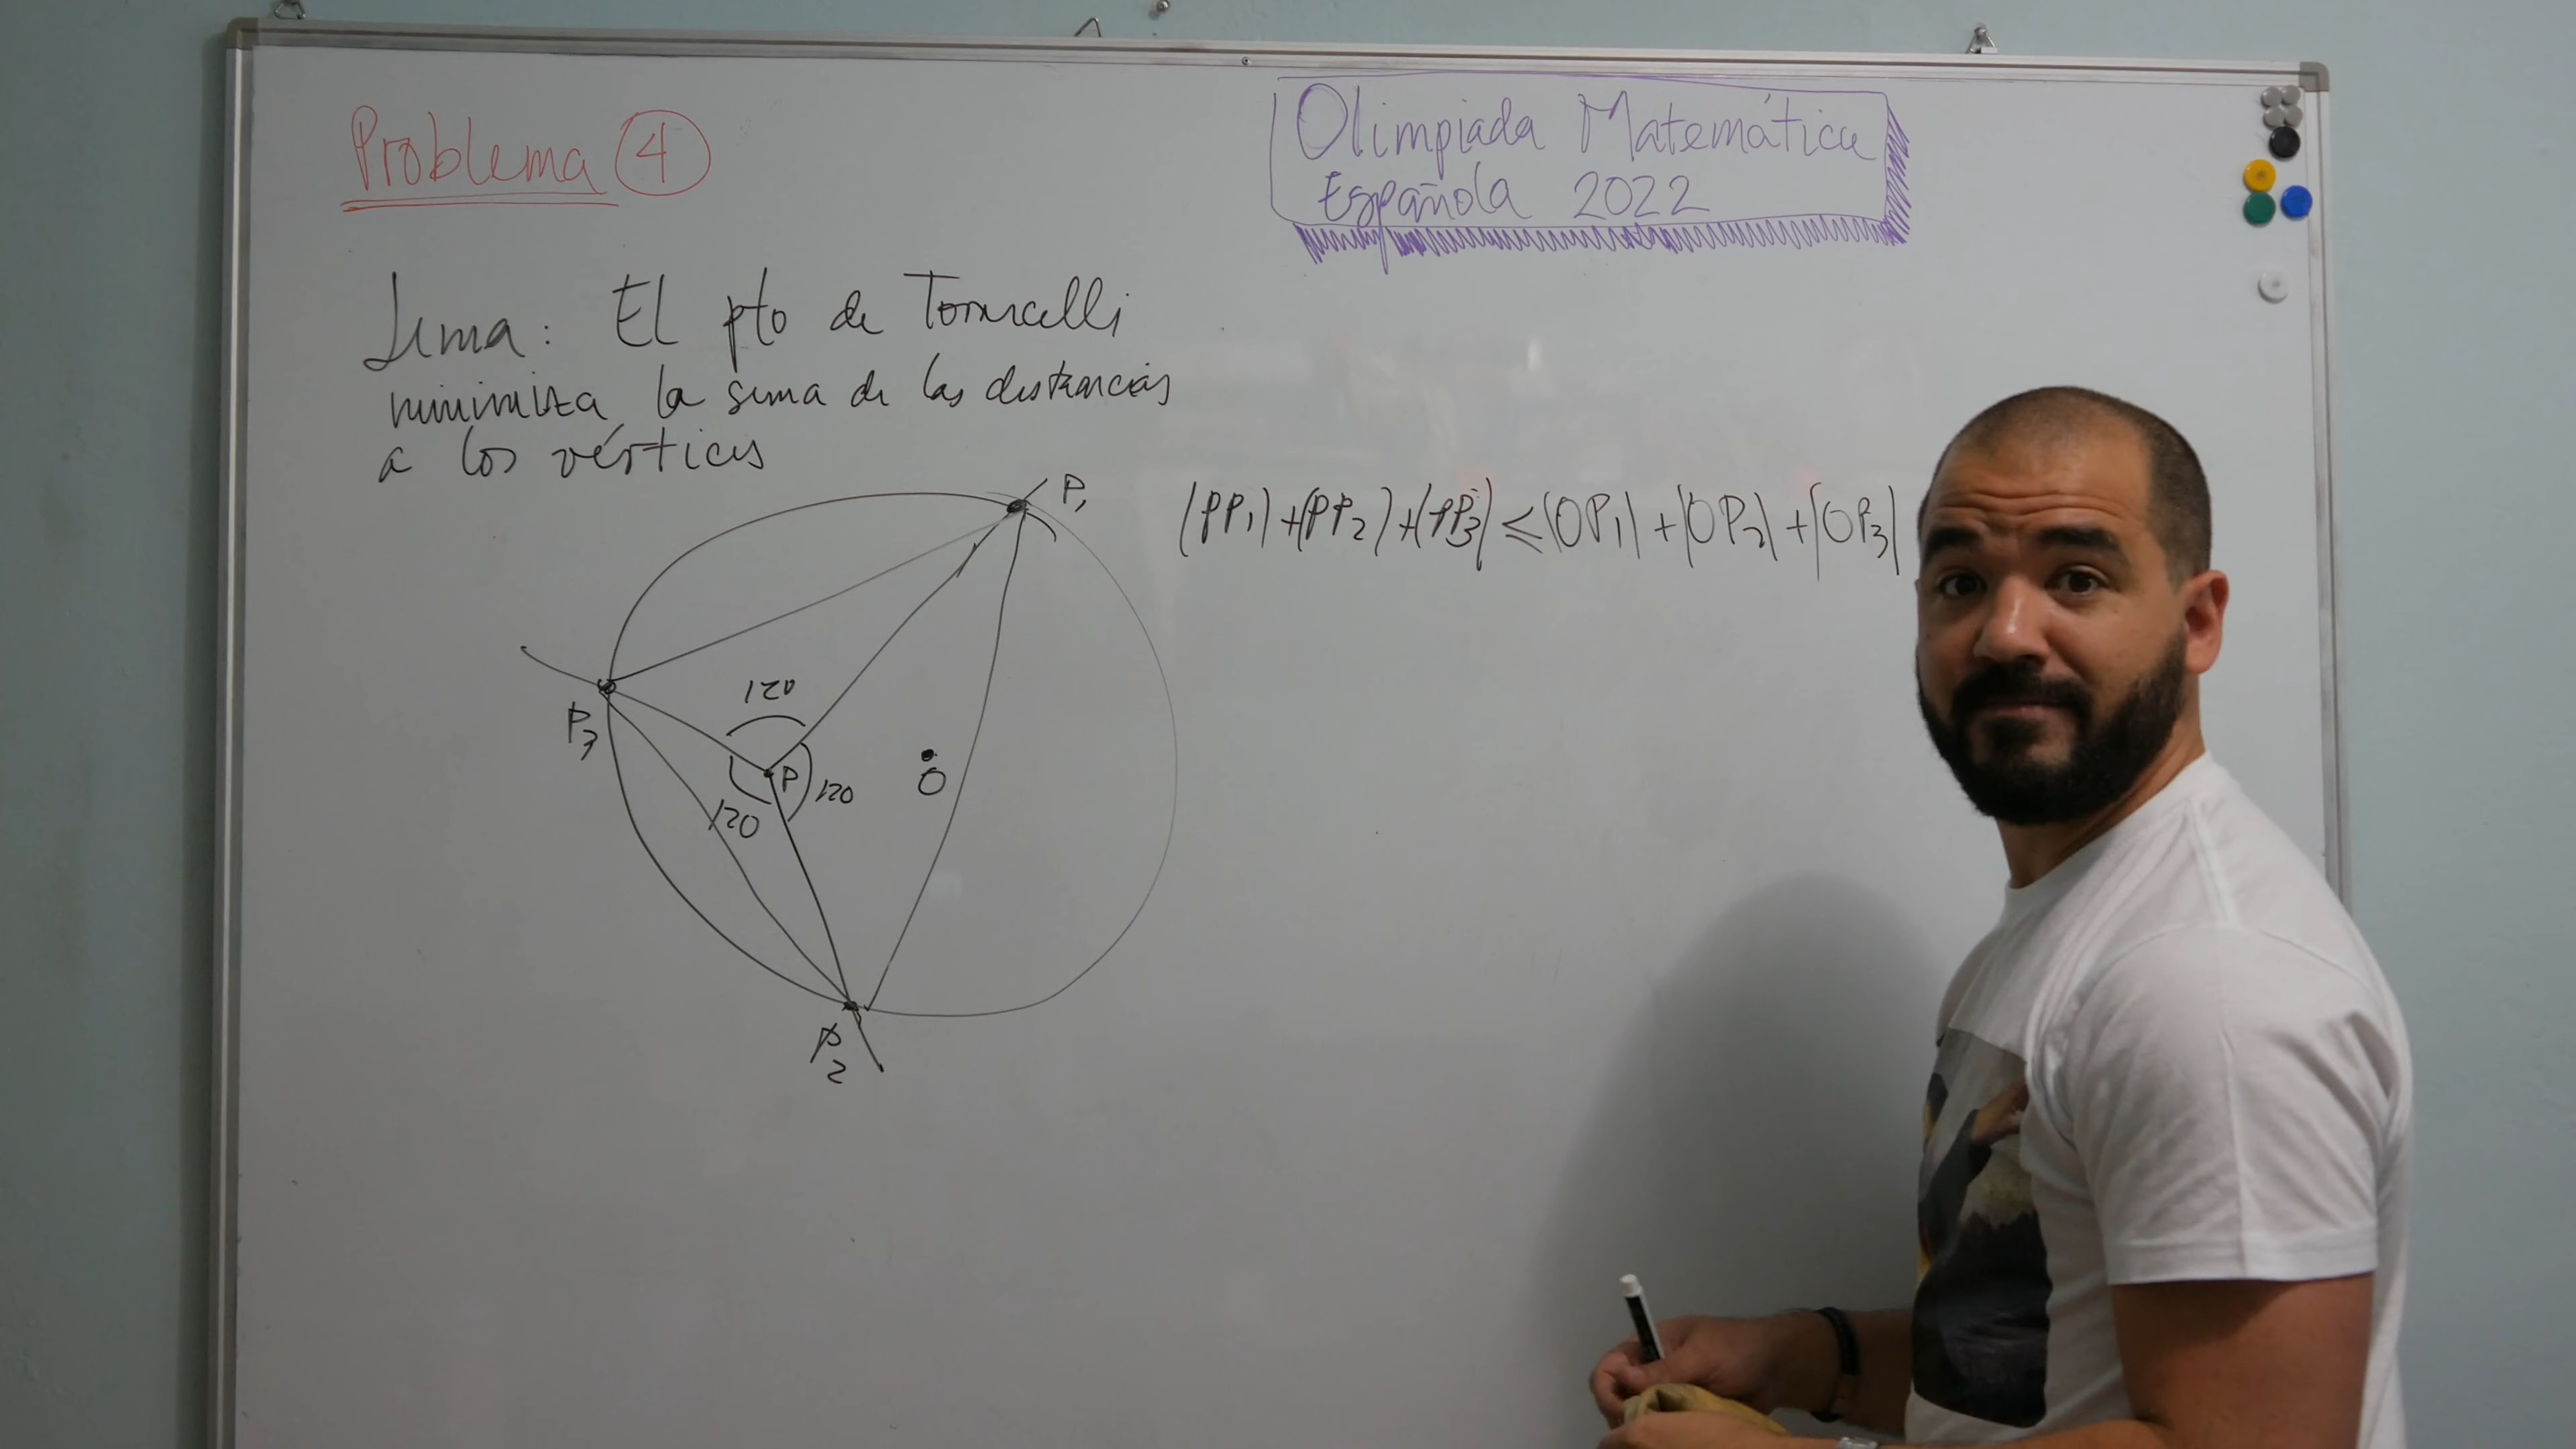 Problema 4
Olimpiada Matemática
Española 2022
Lema: El pto de Torricelli
minimiza la suma de las distancias
a los vértices
|PP₁|+|PP₂|+|PP₃| ≤ |OP₁|+|OP₂|+|OP₃|
P₁
P₃
120
P
120
120
O
P₂